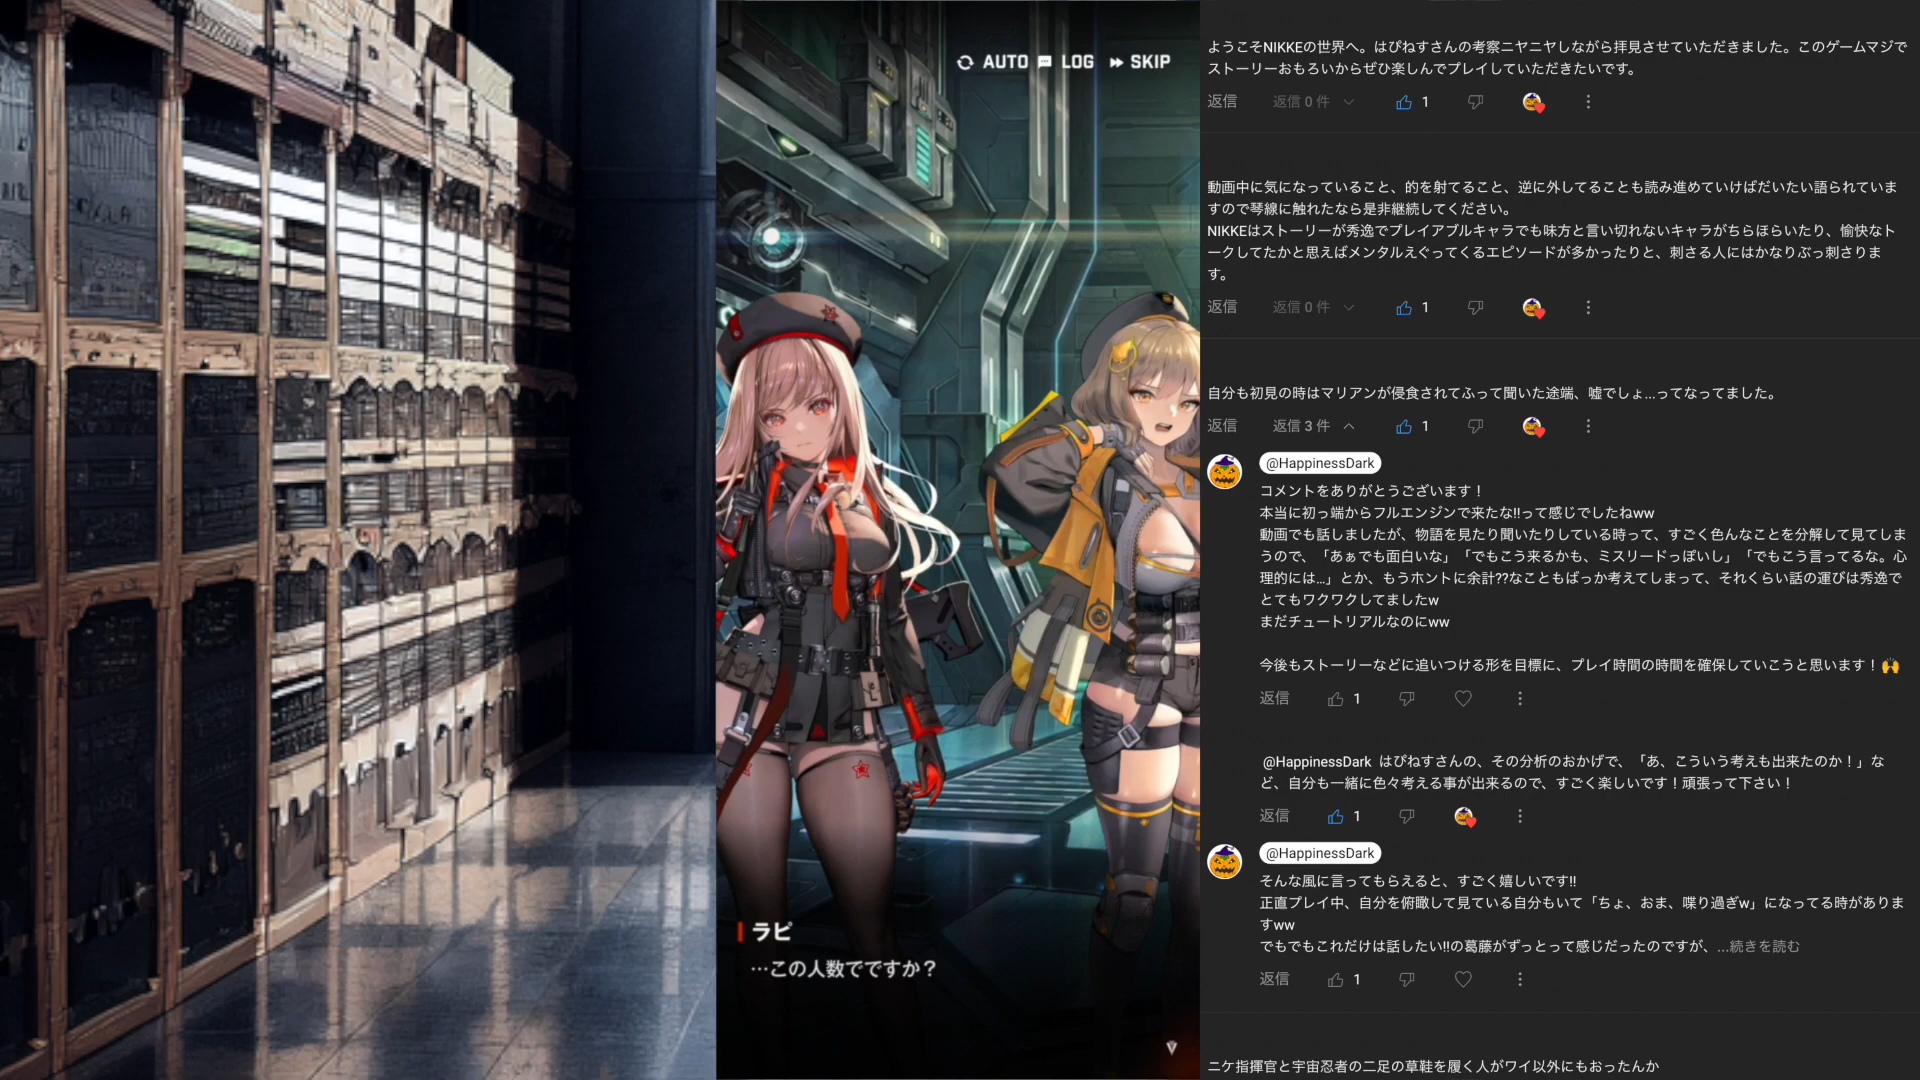 AUTO LOG SKIP
ラピ
…この人数でですか？
ようこそNIKKEの世界へ。はぴねすさんの考察ニヤニヤしながら拝見させていただきました。このゲームマジで
ストーリーおもろいからぜひ楽しんでプレイしていただきたいです。
返信 返信 0 件 1
動画中に気になっていること、的を射てること、逆に外してることも読み進めていけばだいたい語られていま
すので琴線に触れたなら是非継続してください。
NIKKEはストーリーが秀逸でプレイアブルキャラでも味方と言い切れないキャラがちらほらいたり、愉快なト
ークしてたかと思えばメンタルえぐってくるエピソードが多かったりと、刺さる人にはかなりぶっ刺さりま
す。
返信 返信 0 件 1
自分も初見の時はマリアンが侵食されてふって聞いた途端、嘘でしょ...ってなってました。
返信 返信 3 件 1
@HappinessDark
コメントをありがとうございます！
本当に初っ端からフルエンジンで来たな!!って感じでしたねww
動画でも話しましたが、物語を見たり聞いたりしている時って、すごく色んなことを分解して見てしま
うので、「あぁでも面白いな」「でもこう来るかも、ミスリードっぽいし」「でもこう言ってるな。心
理的には…」とか、もうホントに余計??なこともばっか考えてしまって、それくらい話の運びは秀逸で
とてもワクワクしてましたw
まだチュートリアルなのにww
今後もストーリーなどに追いつける形を目標に、プレイ時間の時間を確保していこうと思います！🙌
返信 1
@HappinessDark はぴねすさんの、その分析のおかげで、「あ、こういう考えも出来たのか！」な
ど、自分も一緒に色々考える事が出来るので、すごく楽しいです！頑張って下さい！
返信 1
@HappinessDark
そんな風に言ってもらえると、すごく嬉しいです!!
正直プレイ中、自分を俯瞰して見ている自分もいて「ちょ、おま、喋り過ぎw」になってる時がありま
すww
でもでもこれだけは話したい!!の葛藤がずっとって感じだったのですが、...続きを読む
返信 1
ニケ指揮官と宇宙忍者の二足の草鞋を履く人がワイ以外にもおったんか